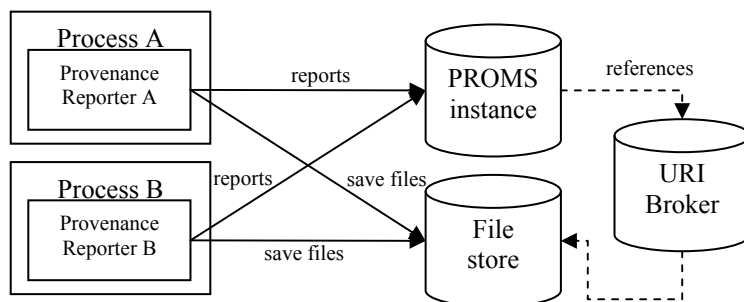 Process A
Provenance
Reporter A
reports
PROMS
instance
references
Process B
Provenance
Reporter B
reports
save files
save files
File
store
URI
Broker